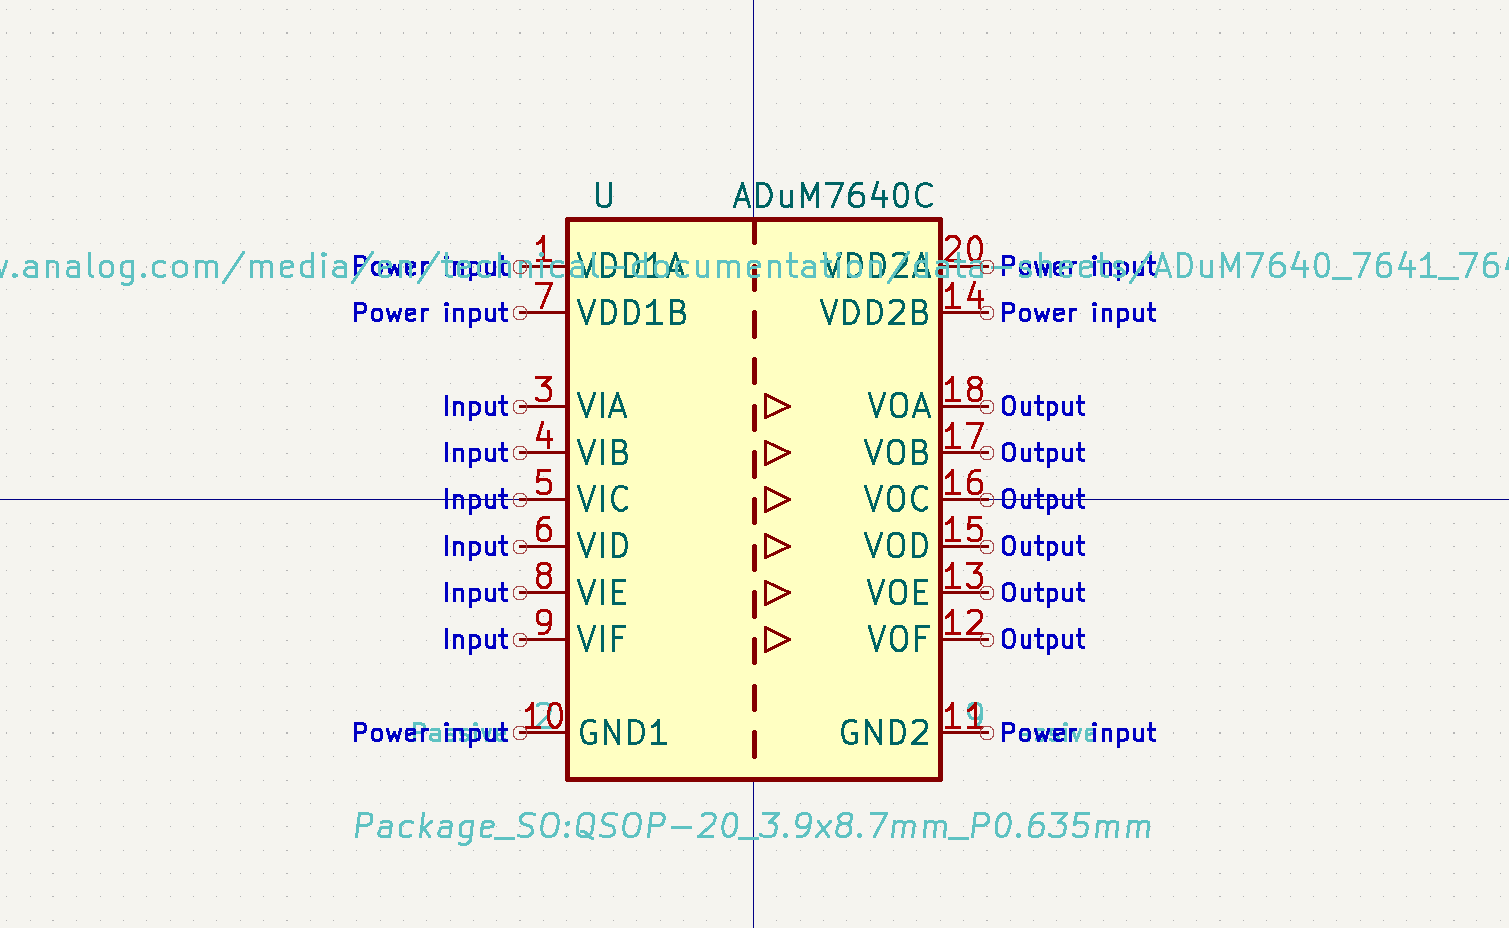 U ADuM7640C
w.analog.com/media/en/technical-documentation/data-sheets/ADuM7640_7641_764
Power input 1 VDD1A VDD2A 20 Power input
Power input 7 VDD1B VDD2B 14 Power input
Input 3 VIA VOA 18 Output
Input 4 VIB VOB 17 Output
Input 5 VIC VOC 16 Output
Input 6 VID VOD 15 Output
Input 8 VIE VOE 13 Output
Input 9 VIF VOF 12 Output
Power input 10 GND1 GND2 11 Power input
Package_SO:QSOP-20_3.9x8.7mm_P0.635mm